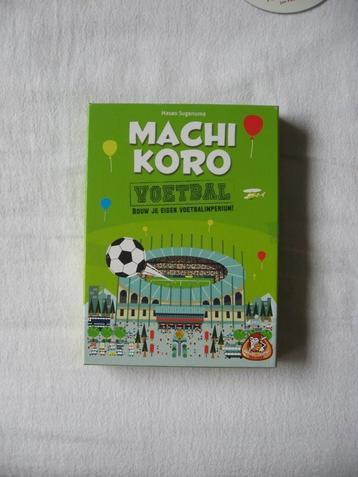 Masao Suganuma
MACHI
KORO
VOETBAL
BOUW JE EIGEN VOETBALIMPERIUM!